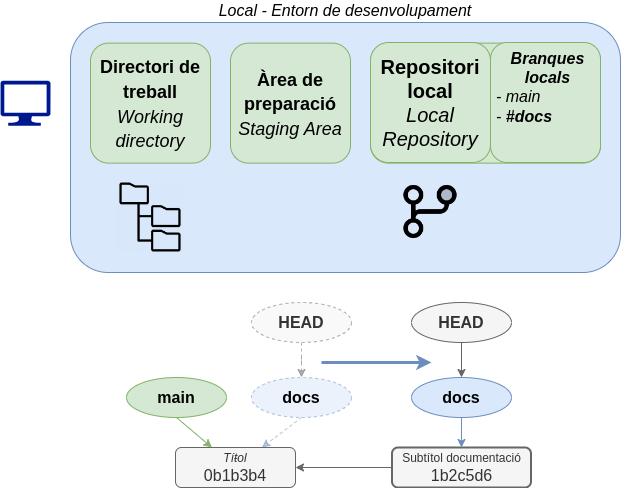 Local - Entorn de desenvolupament
Directori de
treball
Working
directory
Àrea de
preparació
Staging Area
Repositori
local
Local
Repository
Branques
locals
- main
- #docs
HEAD
HEAD
main
docs
docs
Títol
0b1b3b4
Subtítol documentació
1b2c5d6